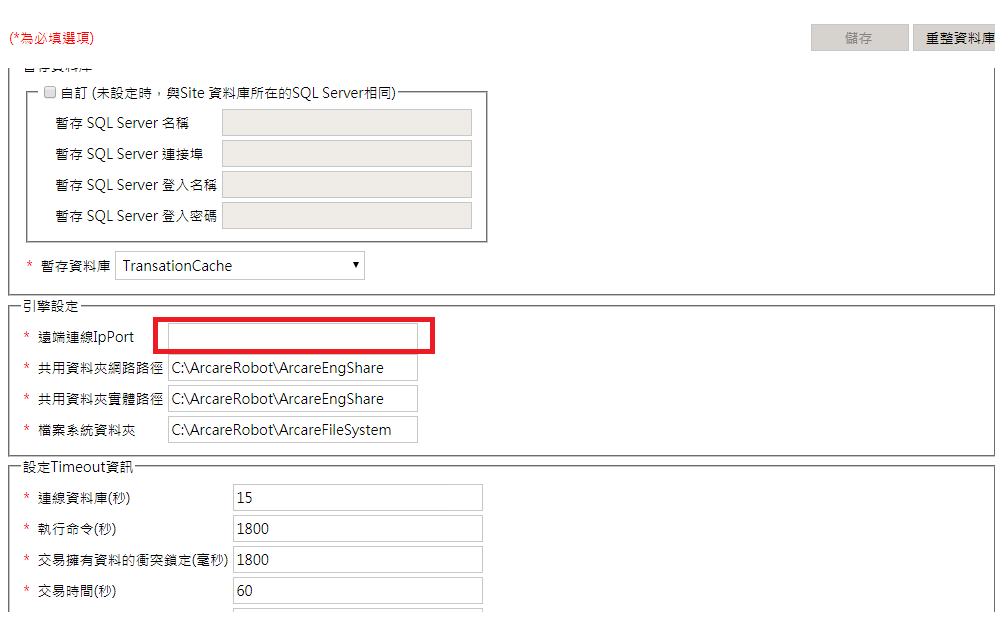 (*為必填選項)
儲存 重整資料庫
暫存資料庫
自訂 (未設定時，與Site 資料庫所在的SQL Server相同)
暫存 SQL Server 名稱
暫存 SQL Server 連接埠
暫存 SQL Server 登入名稱
暫存 SQL Server 登入密碼
* 暫存資料庫 TransationCache
引擎設定
* 遠端連線IpPort
* 共用資料夾網路路徑 C:\ArcareRobot\ArcareEngShare
* 共用資料夾實體路徑 C:\ArcareRobot\ArcareEngShare
* 檔案系統資料夾 C:\ArcareRobot\ArcareFileSystem
設定Timeout資訊
* 連線資料庫(秒) 15
* 執行命令(秒) 1800
* 交易擁有資料的衝突鎖定(毫秒) 1800
* 交易時間(秒) 60